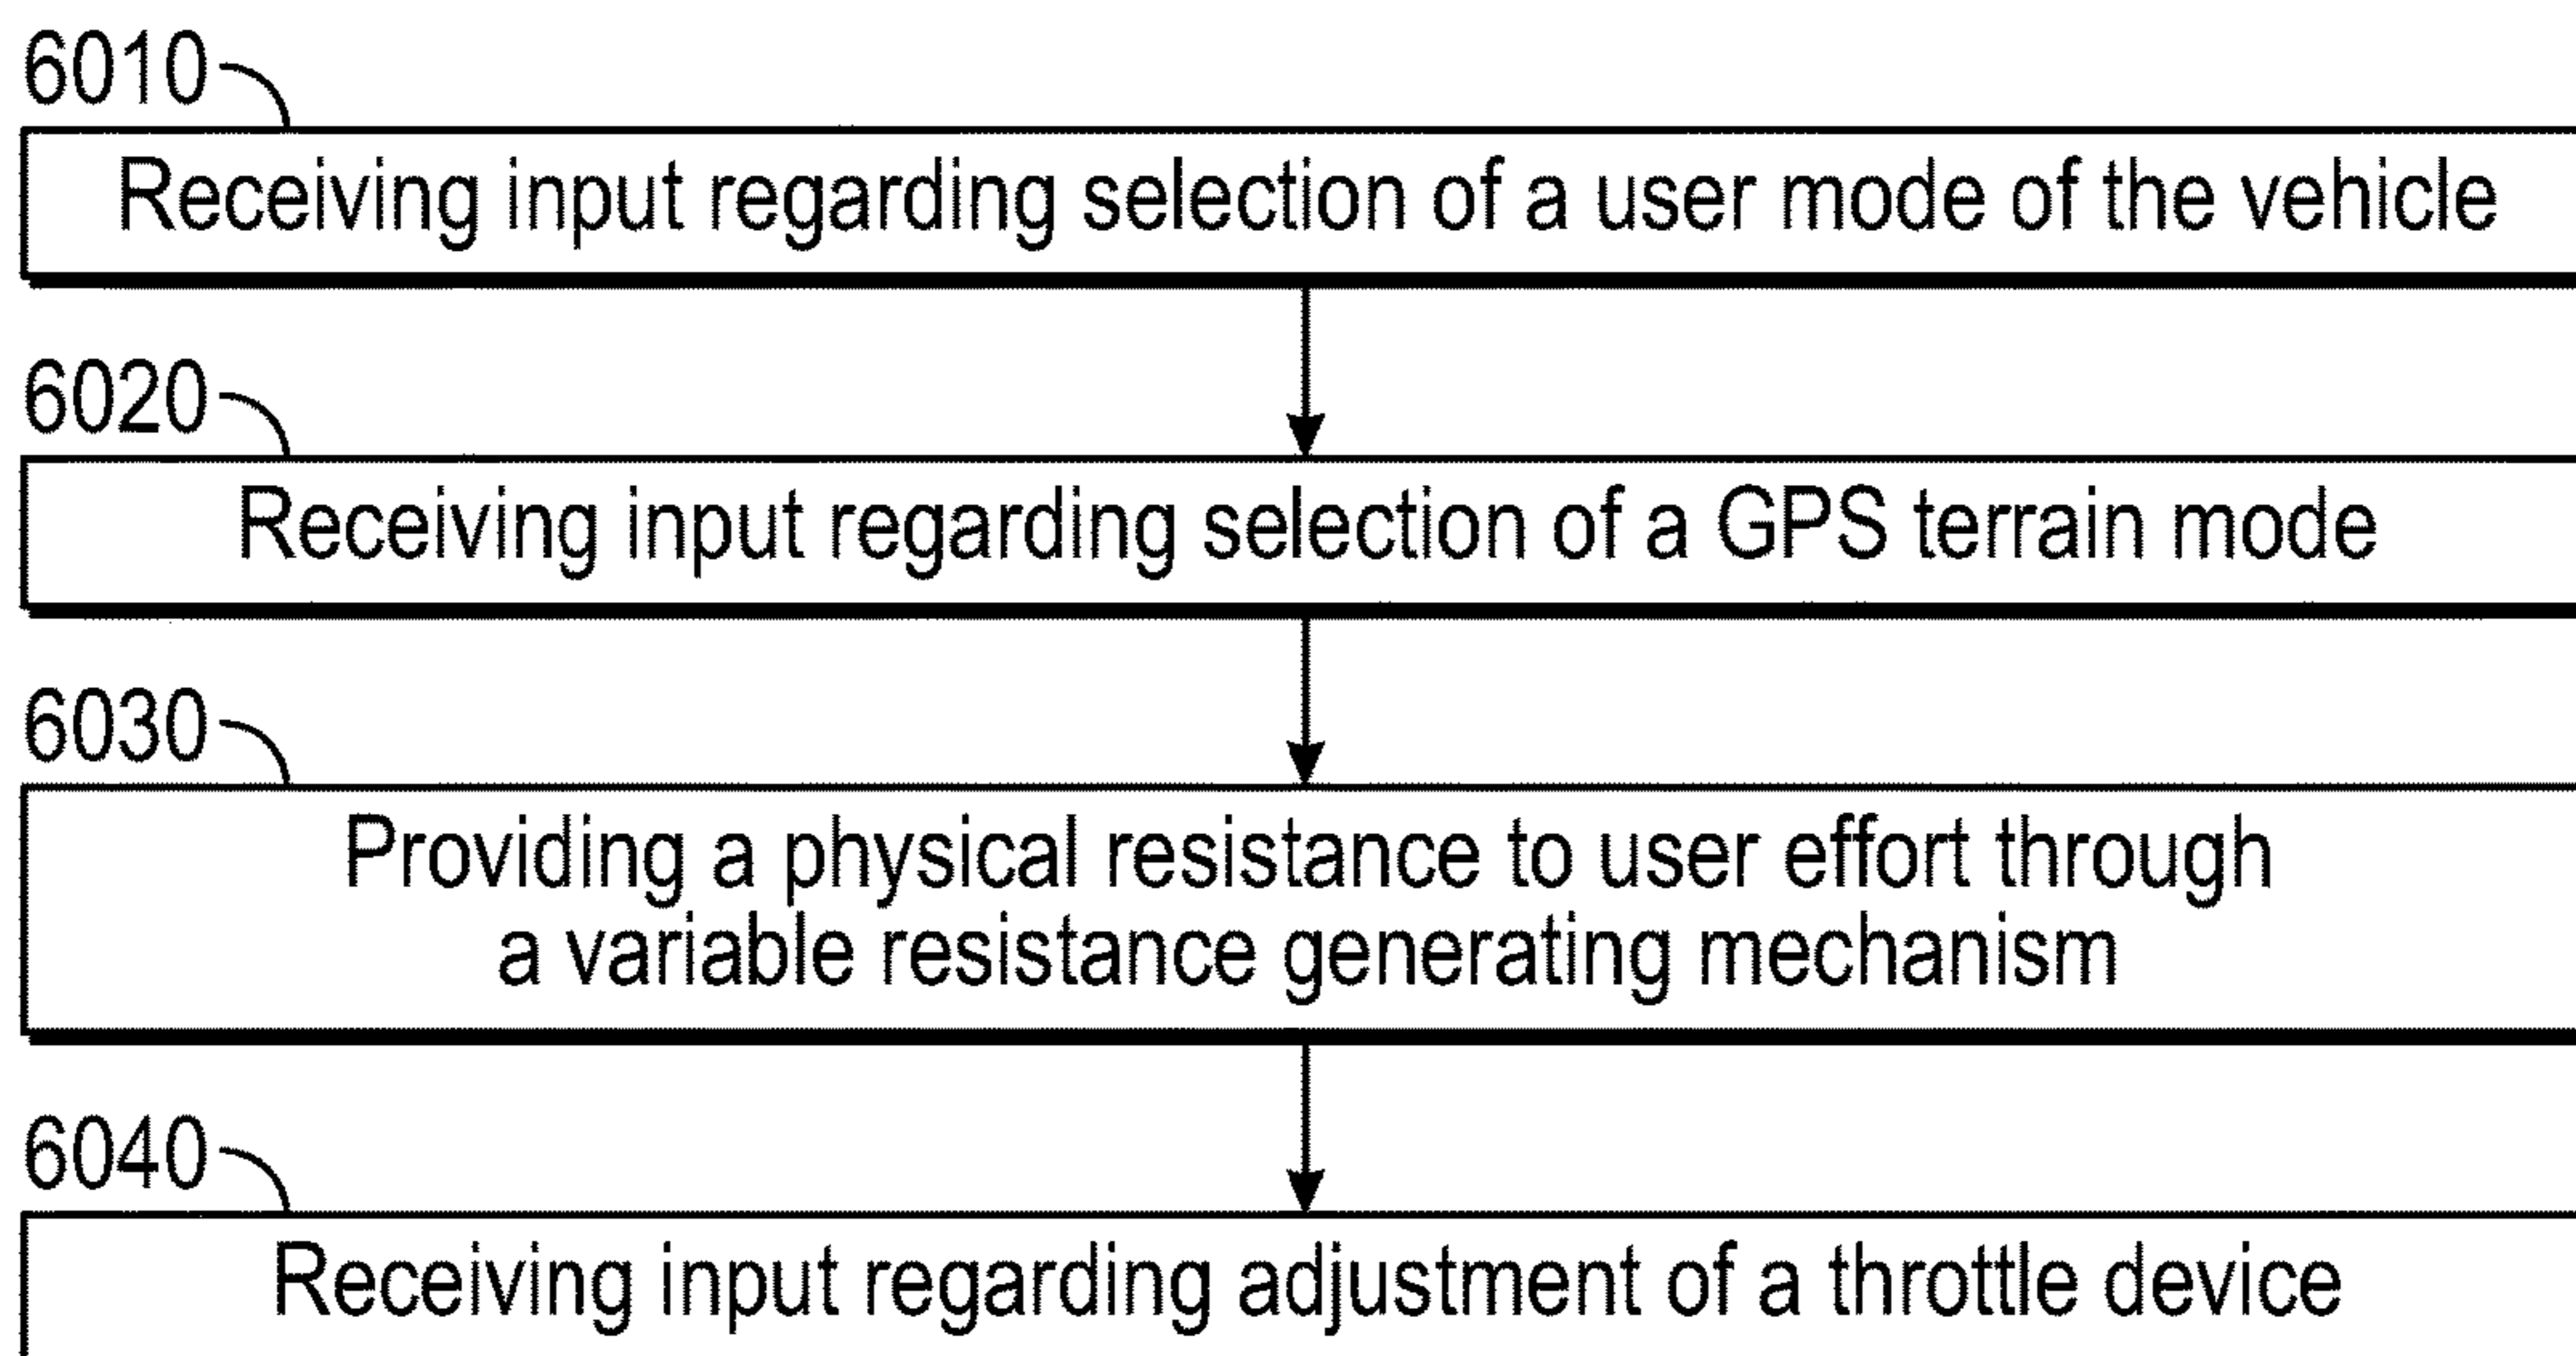 6010
Receiving input regarding selection of a user mode of the vehicle
6020
Receiving input regarding selection of a GPS terrain mode
6030
Providing a physical resistance to user effort through
a variable resistance generating mechanism
6040
Receiving input regarding adjustment of a throttle device